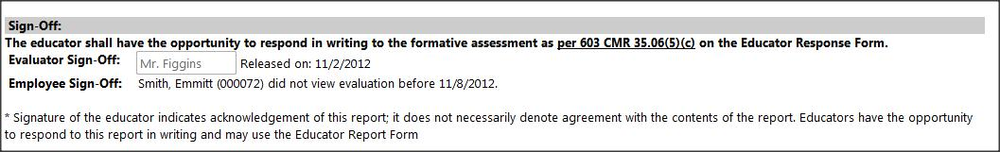 Sign-Off:
The educator shall have the opportunity to respond in writing to the formative assessment as per 603 CMR 35.06(5)(c) on the Educator Response Form.
Evaluator Sign-Off: Mr. Figgins Released on: 11/2/2012
Employee Sign-Off: Smith, Emmitt (000072) did not view evaluation before 11/8/2012.
* Signature of the educator indicates acknowledgement of this report; it does not necessarily denote agreement with the contents of the report. Educators have the opportunity
to respond to this report in writing and may use the Educator Report Form